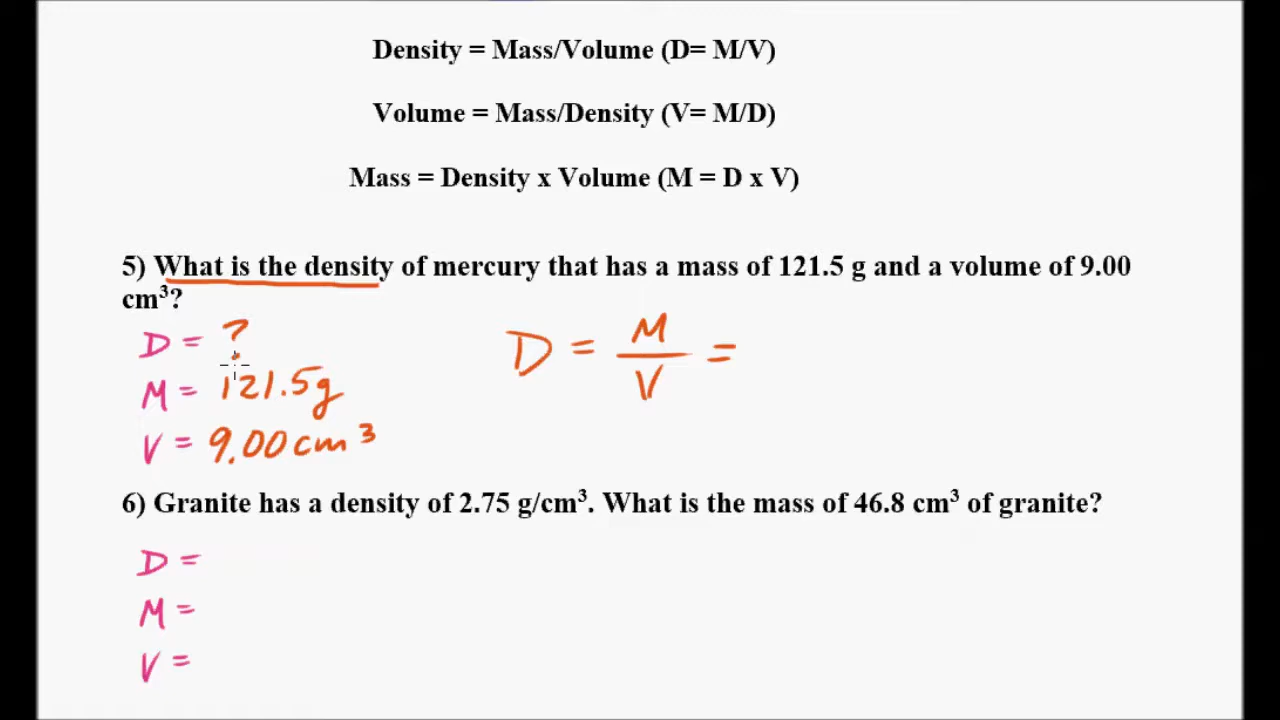 Density = Mass/Volume (D= M/V)
Volume = Mass/Density (V= M/D)
Mass = Density x Volume (M = D x V)
5) What is the density of mercury that has a mass of 121.5 g and a volume of 9.00
cm³?
D = ?
M = 121.5g
V = 9.00 cm³
D = M/V =
6) Granite has a density of 2.75 g/cm³. What is the mass of 46.8 cm³ of granite?
D =
M =
V =